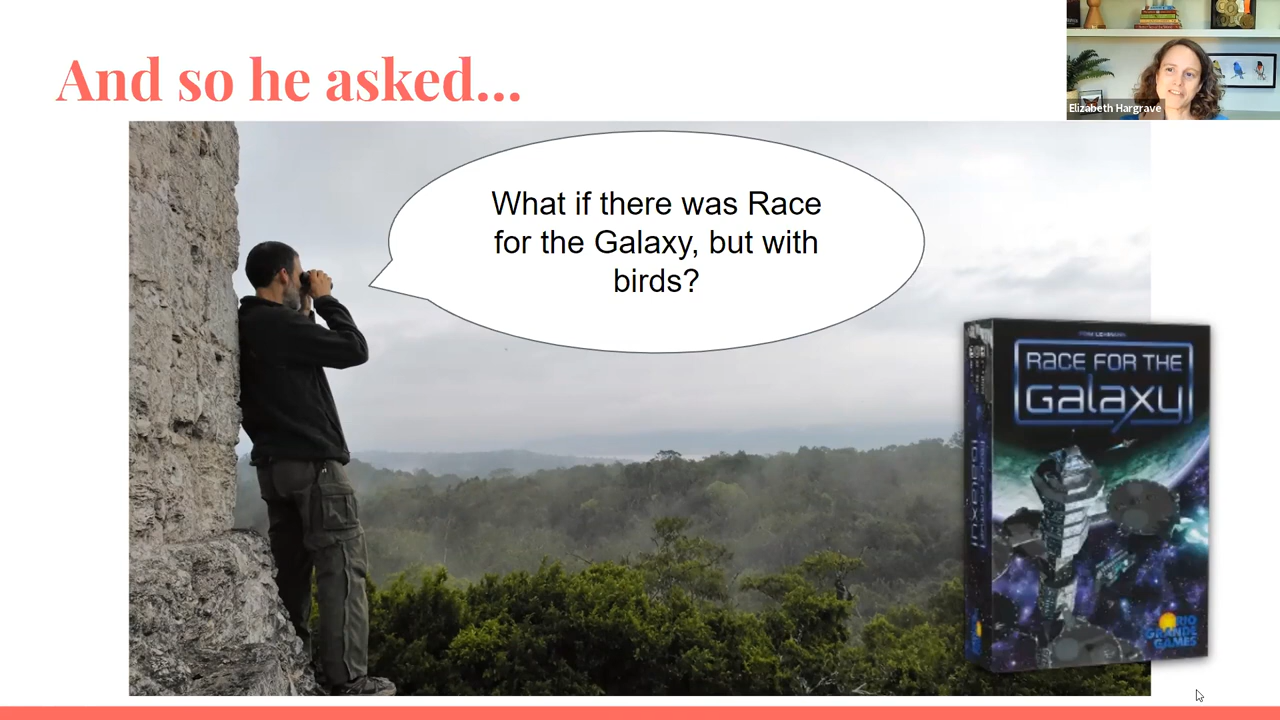 And so he asked...
Elizabeth Hargrave
What if there was Race
for the Galaxy, but with
birds?
RACE FOR THE
Galaxy
RIO
GRANDE
GAMES